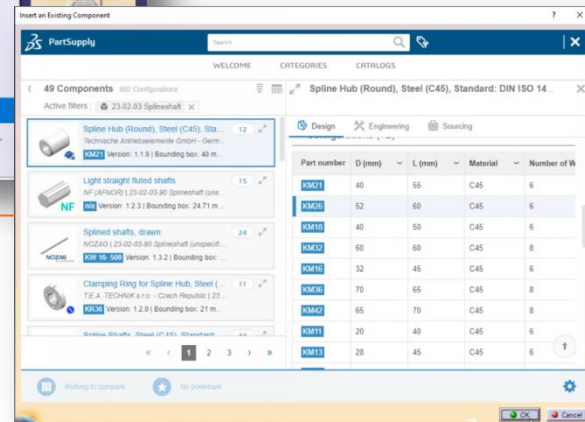 Insert an Existing Component
PartSupply
Search
WELCOME CATEGORIES CATALOGS
49 Components 902 Configurations
Active filters : 23-02-03 Splineshaft
Spline Hub (Round), Steel (C45), Sta... 12
Technische Antriebselemente GmbH - Germ...
KM21 Version: 1.1.9 | Bounding box: 40 m...
Light straight fluted shafts 15
NF (AFNOR) | 23-02-03-90 Splineshaft (uns...
NF n/a Version: 1.2.3 | Bounding box: 24.71 m...
Splined shafts, drawn 24
NOZAG | 23-02-03-90 Splineshaft (unspecifi...
NOZAG KW 16- 500 Version: 1.3.2 | Bounding box:
Clamping Ring for Spline Hub, Steel (... 11
T.E.A. TECHNIK s.r.o. - Czech Republic | 23...
KR36 Version: 1.2.0 | Bounding box: 21 m...
Spline Shafts, Steel (C45), Standard
« ‹ 1 2 3 › »
Spline Hub (Round), Steel (C45), Standard: DIN ISO 14...
Design Engineering Sourcing
Part number D (mm) L (mm) Material Number of W
KM21 40 55 C45 6
KM26 52 60 C45 6
KM18 40 50 C45 6
KM32 60 60 C45 8
KM16 32 45 C45 6
KM36 70 65 C45 8
KM42 65 70 C45 8
KM11 20 40 C45 6
KM13 28 45 C45 6
Nothing to compare No bookmark
OK Cancel